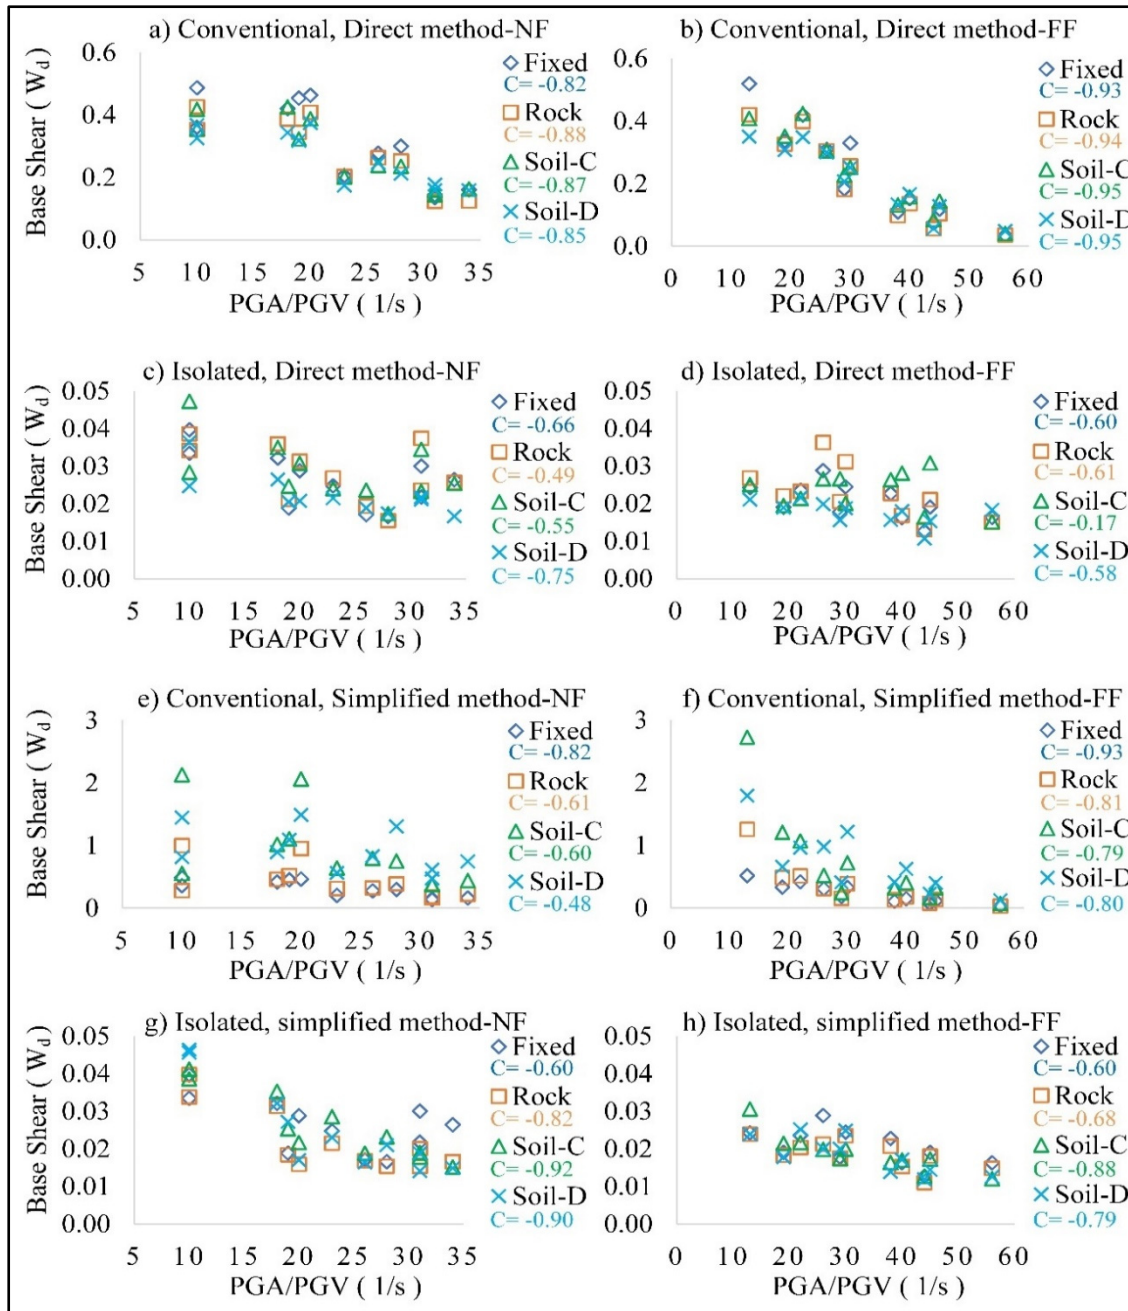 a) Conventional, Direct method-NF
Base Shear ( W_d )
0.6
0.4
0.2
0.0
5 10 15 20 25 30 35
PGA/PGV ( 1/s )
Fixed
C= -0.82
Rock
C= -0.88
Soil-C
C= -0.87
Soil-D
C= -0.85
b) Conventional, Direct method-FF
0.6
0.4
0.2
0.0
0 10 20 30 40 50 60
PGA/PGV ( 1/s )
Fixed
C= -0.93
Rock
C= -0.94
Soil-C
C= -0.95
Soil-D
C= -0.95
c) Isolated, Direct method-NF
Base Shear ( W_d )
0.05
0.04
0.03
0.02
0.01
0.00
5 10 15 20 25 30 35
PGA/PGV ( 1/s )
Fixed
C= -0.66
Rock
C= -0.49
Soil-C
C= -0.55
Soil-D
C= -0.75
d) Isolated, Direct method-FF
0.05
0.04
0.03
0.02
0.01
0.00
0 10 20 30 40 50 60
PGA/PGV ( 1/s )
Fixed
C= -0.60
Rock
C= -0.61
Soil-C
C= -0.17
Soil-D
C= -0.58
e) Conventional, Simplified method-NF
Base Shear ( W_d )
3
2
1
0
5 10 15 20 25 30 35
PGA/PGV ( 1/s )
Fixed
C= -0.82
Rock
C= -0.61
Soil-C
C= -0.60
Soil-D
C= -0.48
f) Conventional, Simplified method-FF
3
2
1
0
0 10 20 30 40 50 60
PGA/PGV ( 1/s )
Fixed
C= -0.93
Rock
C= -0.81
Soil-C
C= -0.79
Soil-D
C= -0.80
g) Isolated, simplified method-NF
Base Shear ( W_d )
0.05
0.04
0.03
0.02
0.01
0.00
5 10 15 20 25 30 35
PGA/PGV ( 1/s )
Fixed
C= -0.60
Rock
C= -0.82
Soil-C
C= -0.92
Soil-D
C= -0.90
h) Isolated, simplified method-FF
0.05
0.04
0.03
0.02
0.01
0.00
0 10 20 30 40 50 60
PGA/PGV ( 1/s )
Fixed
C= -0.60
Rock
C= -0.68
Soil-C
C= -0.88
Soil-D
C= -0.79